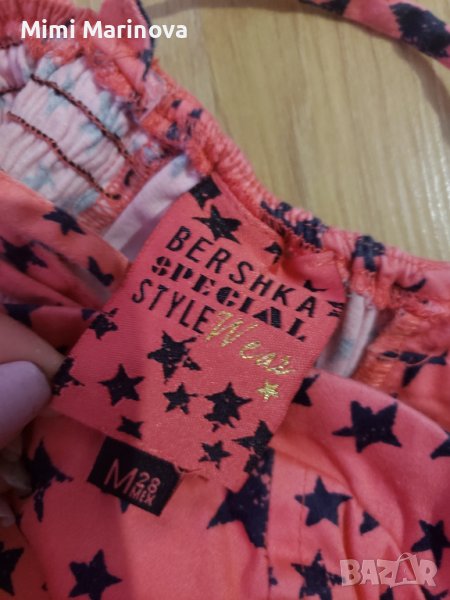 Mimi Marinova
BERSHKA
SPECIAL
STYLE Wear
M 28
MEX
BAZAR